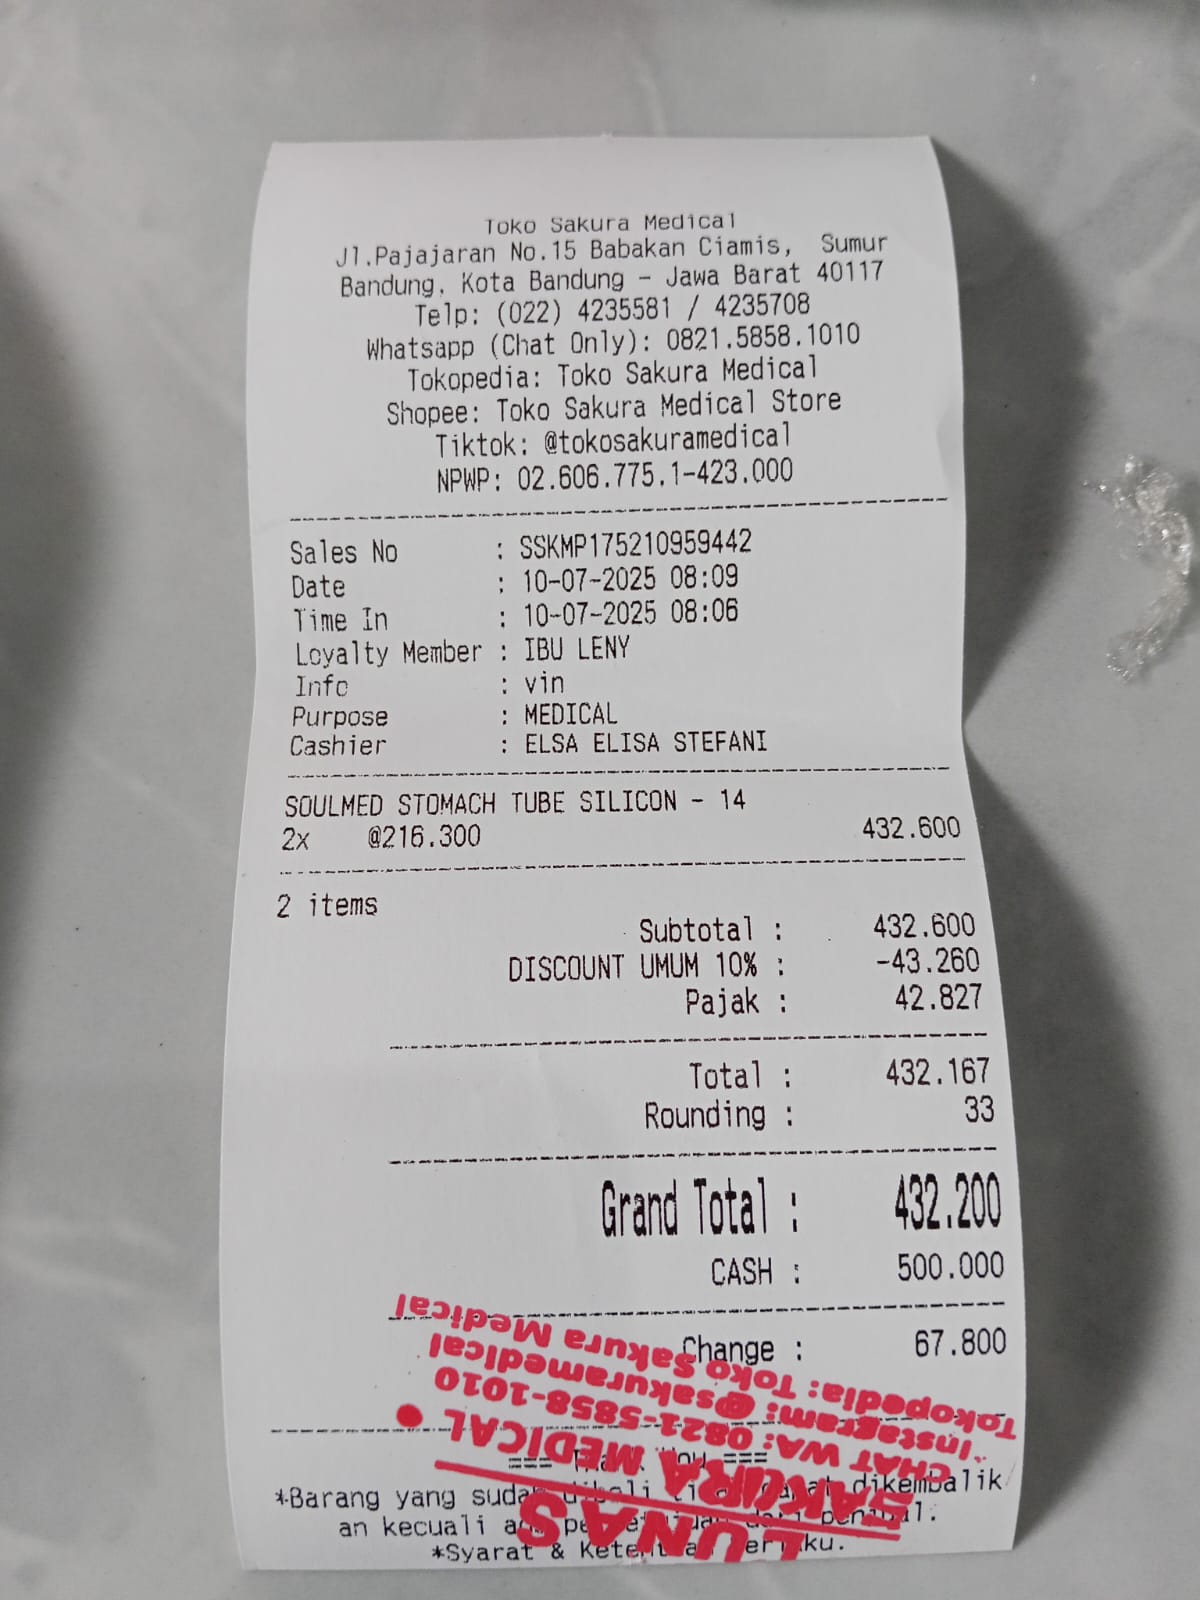 Toko Sakura Medical
Jl.Pajajaran No.15 Babakan Ciamis, Sumur
Bandung, Kota Bandung - Jawa Barat 40117
Telp: (022) 4235581 / 4235708
Whatsapp (Chat Only): 0821.5858.1010
Tokopedia: Toko Sakura Medical
Shopee: Toko Sakura Medical Store
Tiktok: @tokosakuramedical
NPWP: 02.606.775.1-423.000
Sales No : SSKMP175210959442
Date : 10-07-2025 08:09
Time In : 10-07-2025 08:06
Loyalty Member : IBU LENY
Info : vin
Purpose : MEDICAL
Cashier : ELSA ELISA STEFANI
SOULMED STOMACH TUBE SILICON - 14
2x @216.300 432.600
2 items
Subtotal : 432.600
DISCOUNT UMUM 10% : -43.260
Pajak : 42.827
Total : 432.167
Rounding : 33
Grand Total : 432.200
CASH : 500.000
Change : 67.800
=== You ===
*Barang yang dikembalik
an kecuali
*Syarat &
LUNAS
SAKURA MEDICAL
CHAT WA: 0821-5858-1010
Instagram: @sakuramedical
Tokopedia: Toko Sakura Medical